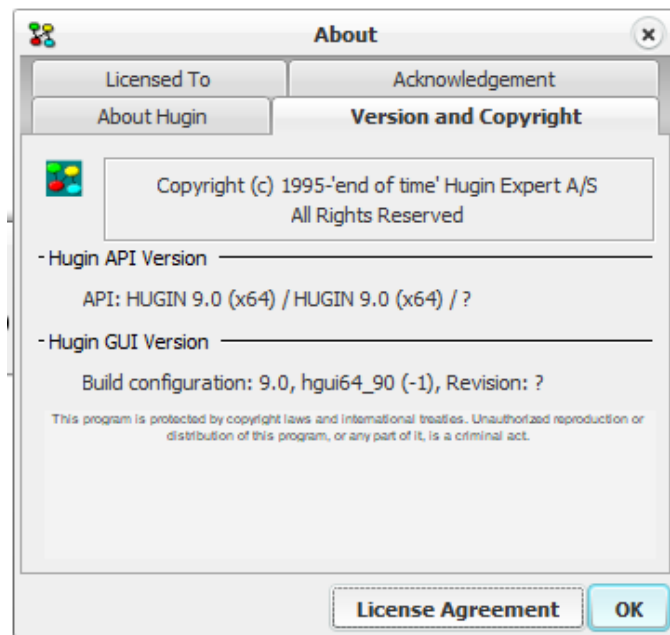 About
Licensed To
Acknowledgement
About Hugin
Version and Copyright
Copyright (c) 1995-'end of time' Hugin Expert A/S
All Rights Reserved
Hugin API Version
API: HUGIN 9.0 (x64) / HUGIN 9.0 (x64) / ?
Hugin GUI Version
Build configuration: 9.0, hgui64_90 (-1), Revision: ?
This program is protected by copyright laws and international treaties. Unauthorized reproduction or
distribution of this program, or any part of it, is a criminal act.
License Agreement
OK